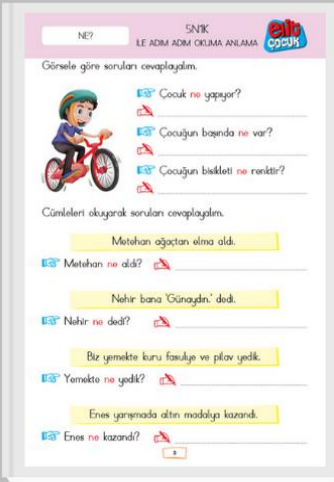 NE?
5N1K
İLE ADIM ADIM OKUMA ANLAMA
elit
ÇOCUK
Görsele göre soruları cevaplayalım.
Çocuk ne yapıyor?
Çocuğun başında ne var?
Çocuğun bisikleti ne renktir?
Cümleleri okuyarak soruları cevaplayalım.
Metehan ağaçtan elma aldı.
Metehan ne aldı?
Nehir bana 'Günaydın.' dedi.
Nehir ne dedi?
Biz yemekte kuru fasulye ve pilav yedik.
Yemekte ne yedik?
Enes yarışmada altın madalya kazandı.
Enes ne kazandı?